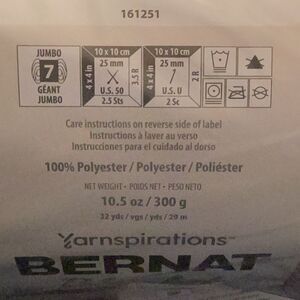 161251
JUMBO
7
GÉANT
JUMBO
10 x 10 cm
4 x 4 in
25 mm
U.S. 50
3.5 R
2.5 Sts
10 x 10 cm
4 x 4 in
25 mm
U.S. U
2 R
2 Sc
Care instructions on reverse side of label
Instructions à laver au verso
Instrucciones para el cuidado al dorso
100% Polyester / Polyester / Poliéster
NET WEIGHT • POIDS NET • PESO NETO
10.5 oz / 300 g
32 yds / vgs / yds / 29 m
Yarnspirations™
BERNAT